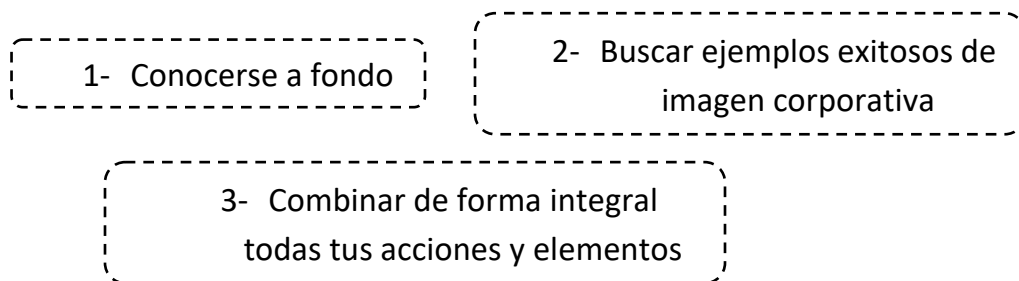 1- Conocerse a fondo
2- Buscar ejemplos exitosos de
imagen corporativa
3- Combinar de forma integral
todas tus acciones y elementos